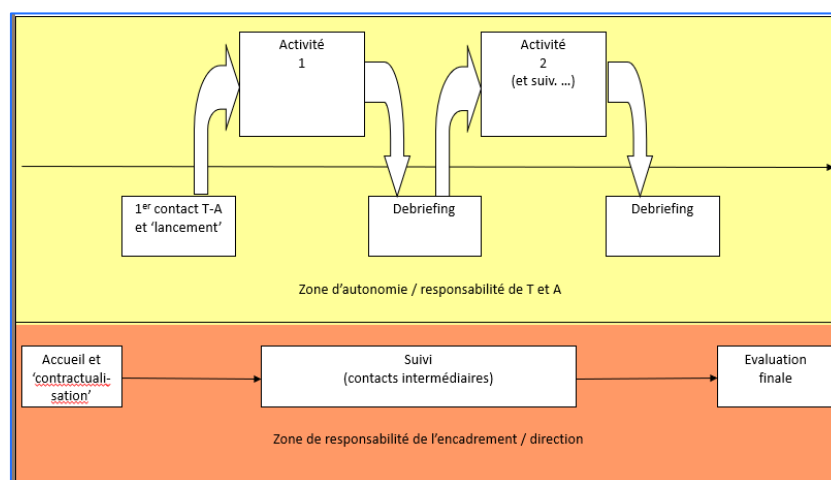 Activité
1
Activité
2
(et suiv. ...)
1er contact T-A
et ‘lancement’
Debriefing
Debriefing
Zone d’autonomie / responsabilité de T et A
Accueil et
‘contractuali-
sation’
Suivi
(contacts intermédiaires)
Evaluation
finale
Zone de responsabilité de l’encadrement / direction